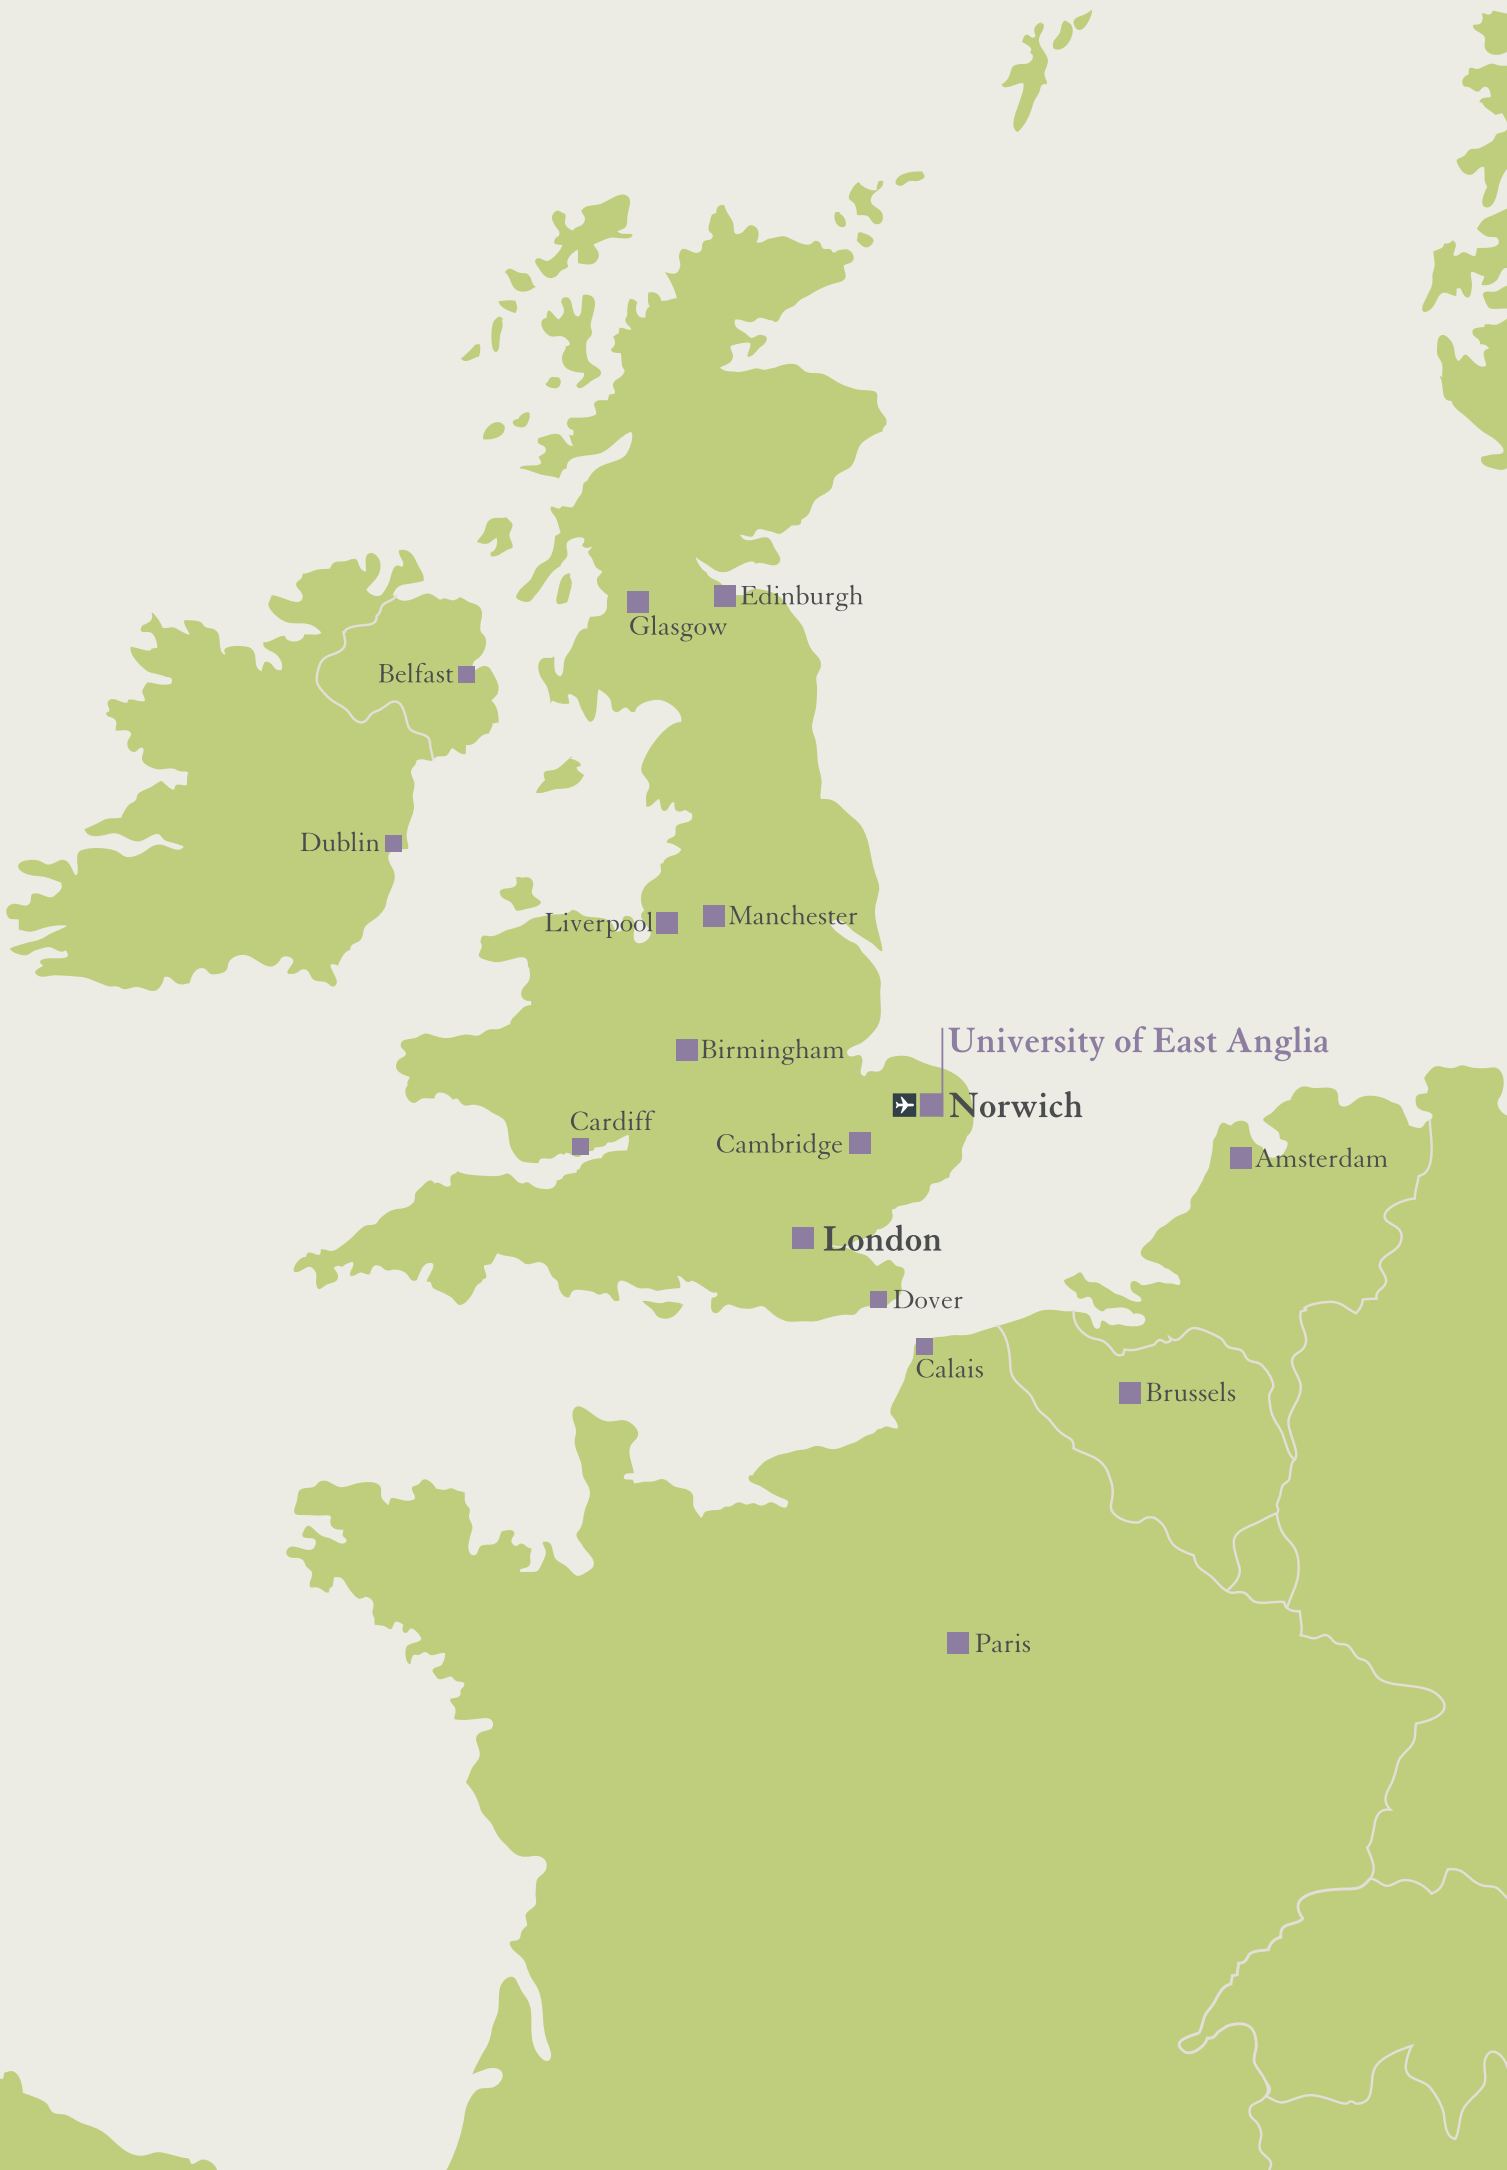 Edinburgh
Glasgow
Belfast
Dublin
Liverpool
Manchester
University of East Anglia
Birmingham
Norwich
Cardiff
Cambridge
Amsterdam
London
Dover
Calais
Brussels
Paris